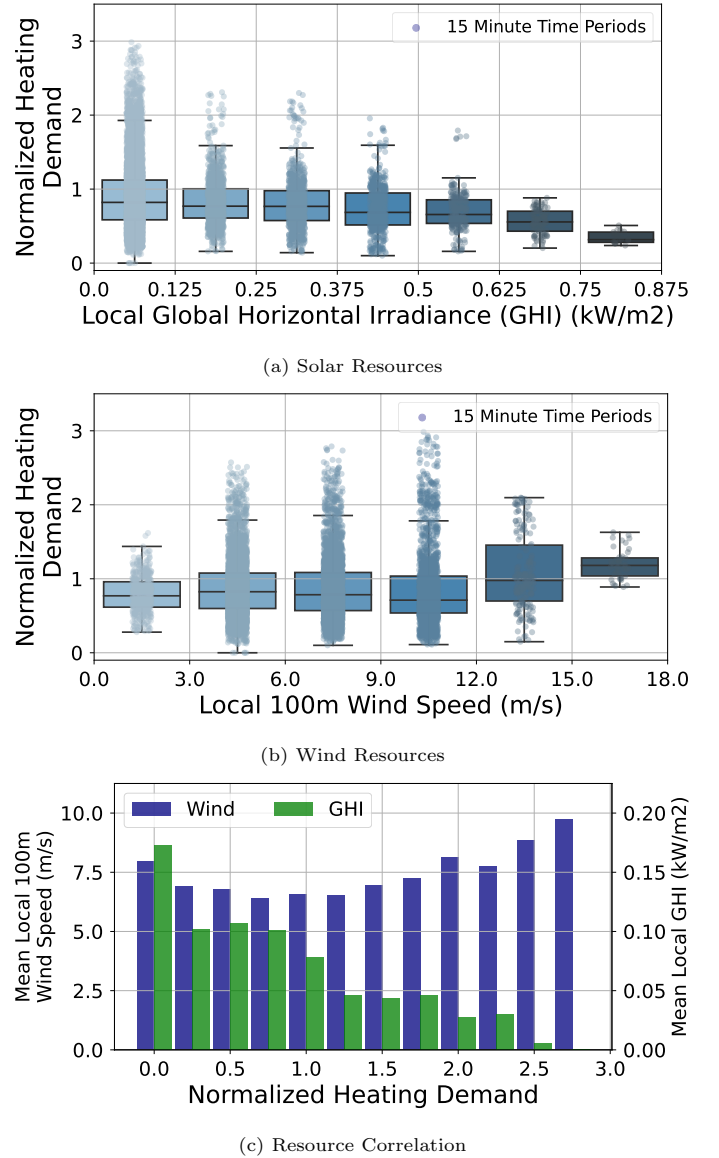 Normalized Heating
Demand
3
2
1
0
15 Minute Time Periods
0.0 0.125 0.25 0.375 0.5 0.625 0.75 0.875
Local Global Horizontal Irradiance (GHI) (kW/m2)
(a) Solar Resources
Normalized Heating
Demand
3
2
1
0
15 Minute Time Periods
0.0 3.0 6.0 9.0 12.0 15.0 18.0
Local 100m Wind Speed (m/s)
(b) Wind Resources
Mean Local 100m
Wind Speed (m/s)
10.0
7.5
5.0
2.5
0.0
Wind GHI
0.20
0.15
0.10
0.05
0.00
Mean Local GHI (kW/m2)
0.0 0.5 1.0 1.5 2.0 2.5 3.0
Normalized Heating Demand
(c) Resource Correlation